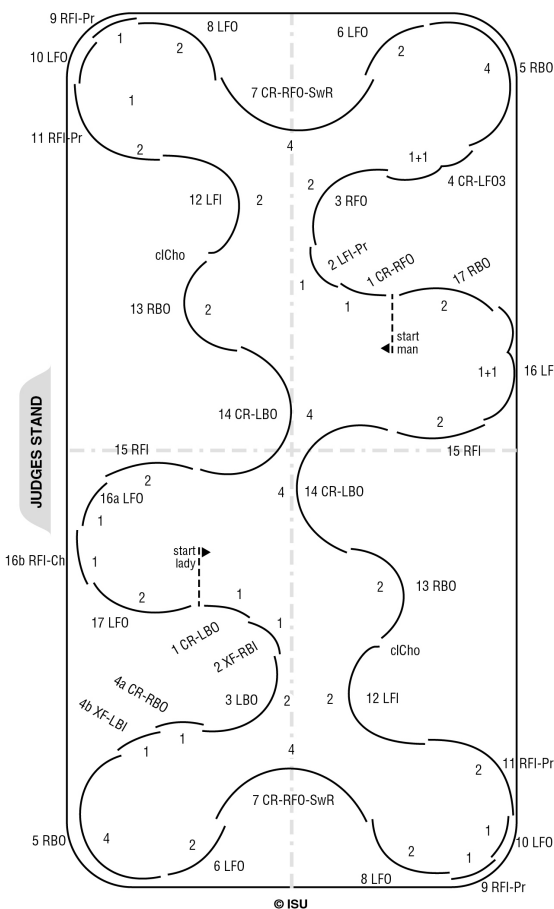 9 RFI-Pr
8 LFO
6 LFO
1
2
2
10 LFO
4
5 RBO
7 CR-RFO-SwR
1
11 RFI-Pr
2
4
1+1
2
4 CR-LFO3
12 LFI
2
3 RFO
clCho
2 LFI-Pr
1 CR-RFO
17 RBO
1
1
2
13 RBO
2
start
man
1+1
16 LF
JUDGES STAND
14 CR-LBO
4
2
15 RFI
15 RFI
2
16a LFO
4
14 CR-LBO
1
start
lady
16b RFI-Ch
1
2
17 LFO
1
2
13 RBO
1 CR-LBO
1
2 XF-RBI
clCho
4a CR-RBO
3 LBO
2
2
12 LFI
4b XF-LBI
1
1
4
11 RFI-Pr
2
7 CR-RFO-SwR
5 RBO
4
2
1
10 LFO
2
1
6 LFO
8 LFO
9 RFI-Pr
© ISU